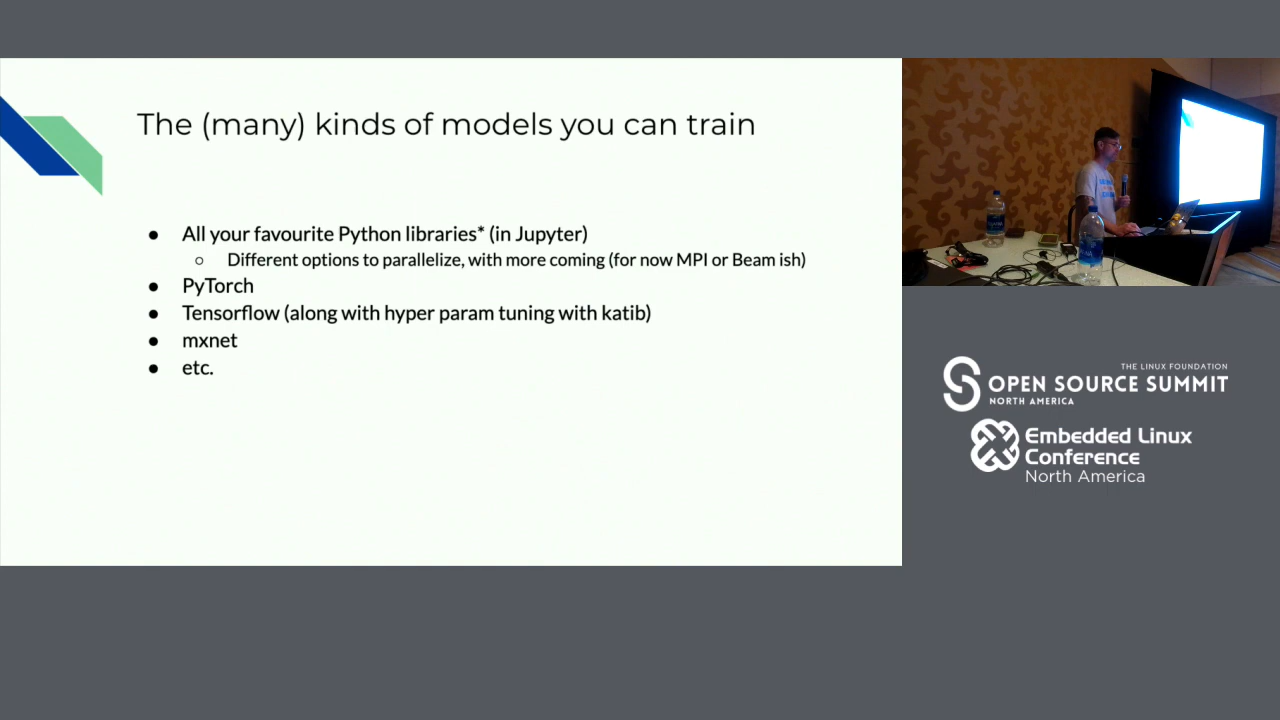 The (many) kinds of models you can train
● All your favourite Python libraries* (in Jupyter)
○ Different options to parallelize, with more coming (for now MPI or Beam ish)
● PyTorch
● Tensorflow (along with hyper param tuning with katib)
● mxnet
● etc.
THE LINUX FOUNDATION
OPEN SOURCE SUMMIT
NORTH AMERICA
Embedded Linux
Conference
North America